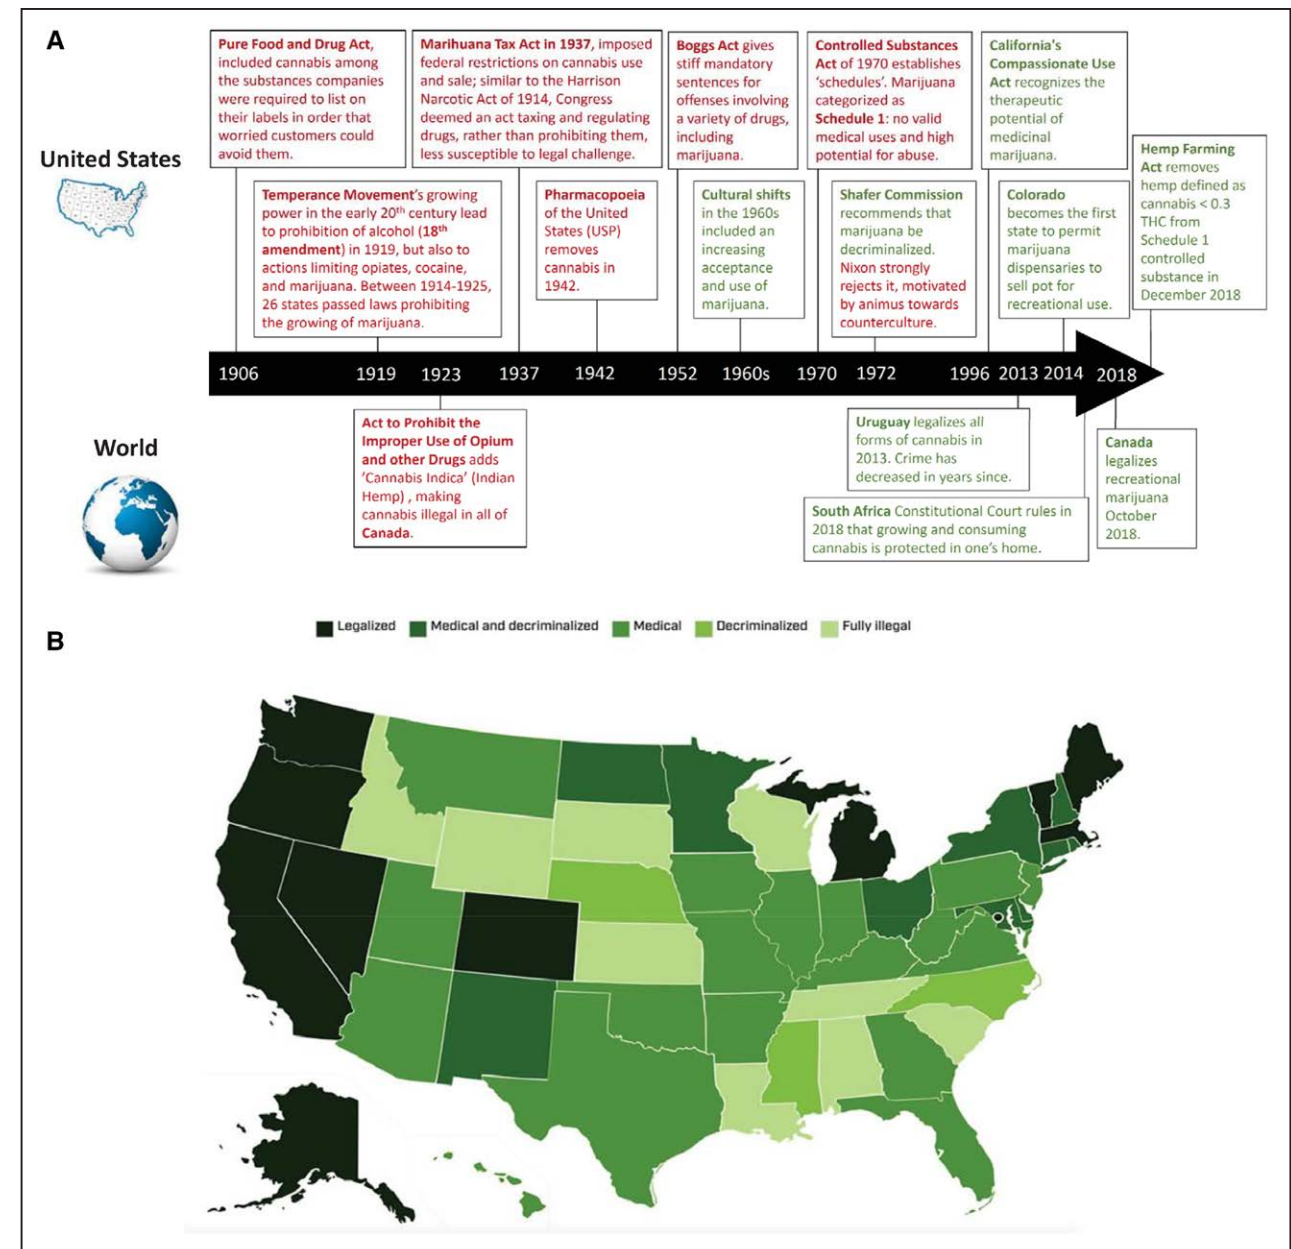 A
Pure Food and Drug Act,
included cannabis among
the substances companies
were required to list on
their labels in order that
worried customers could
avoid them.
Marihuana Tax Act in 1937, imposed
federal restrictions on cannabis use
and sale; similar to the Harrison
Narcotic Act of 1914, Congress
deemed an act taxing and regulating
drugs, rather than prohibiting them,
less susceptible to legal challenge.
Boggs Act gives
stiff mandatory
sentences for
offenses involving
a variety of drugs,
including
marijuana.
Controlled Substances
Act of 1970 establishes
‘schedules’. Marijuana
categorized as
Schedule 1: no valid
medical uses and high
potential for abuse.
California’s
Compassionate Use
Act recognizes the
therapeutic
potential of
medicinal
marijuana.
Hemp Farming
Act removes
hemp defined as
cannabis < 0.3
THC from
Schedule 1
controlled
substance in
December 2018
United States
Temperance Movement’s growing
power in the early 20th century lead
to prohibition of alcohol (18th
amendment) in 1919, but also to
actions limiting opiates, cocaine,
and marijuana. Between 1914-1925,
26 states passed laws prohibiting
the growing of marijuana.
Pharmacopoeia
of the United
States (USP)
removes
cannabis in
1942.
Cultural shifts
in the 1960s
included an
increasing
acceptance
and use of
marijuana.
Shafer Commission
recommends that
marijuana be
decriminalized.
Nixon strongly
rejects it, motivated
by animus towards
counterculture.
Colorado
becomes the first
state to permit
marijuana
dispensaries to
sell pot for
recreational use.
1906 1919 1923 1937 1942 1952 1960s 1970 1972 1996 2013 2014 2018
World
Act to Prohibit the
Improper Use of Opium
and other Drugs adds
‘Cannabis Indica’ (Indian
Hemp) , making
cannabis illegal in all of
Canada.
Uruguay legalizes all
forms of cannabis in
2013. Crime has
decreased in years since.
South Africa Constitutional Court rules in
2018 that growing and consuming
cannabis is protected in one’s home.
Canada
legalizes
recreational
marijuana
October
2018.
B
Legalized Medical and decriminalized Medical Decriminalized Fully illegal